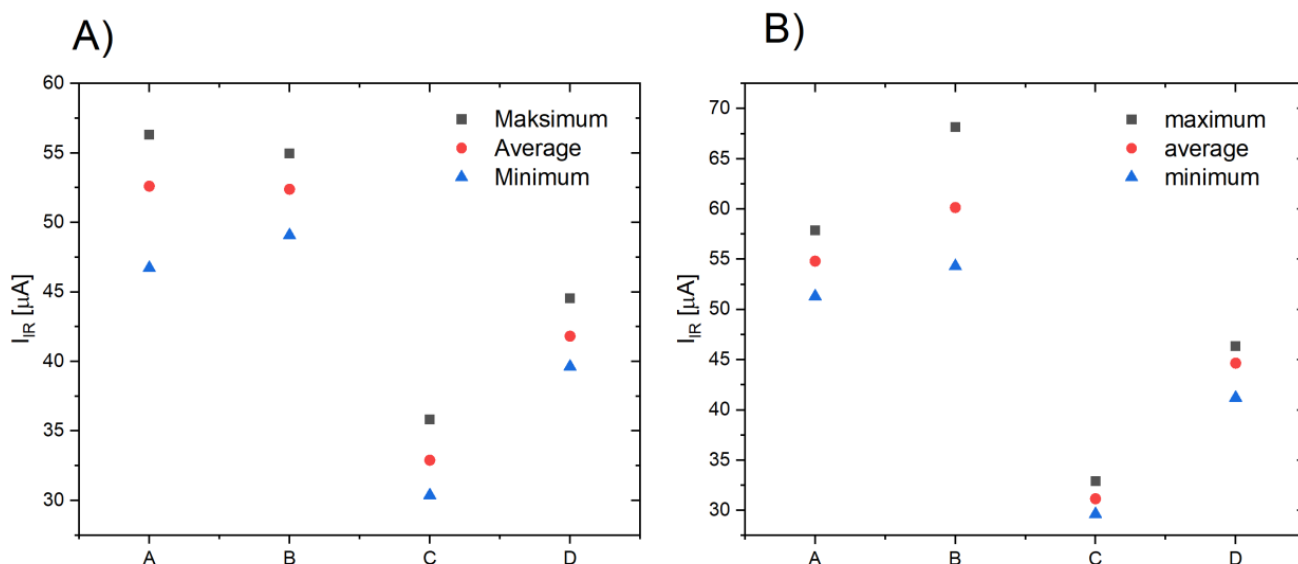 A)
60
55
50
45
40
35
30
I_IR [µA]
Maksimum
Average
Minimum
A B C D
B)
70
65
60
55
50
45
40
35
30
I_IR [µA]
maximum
average
minimum
A B C D